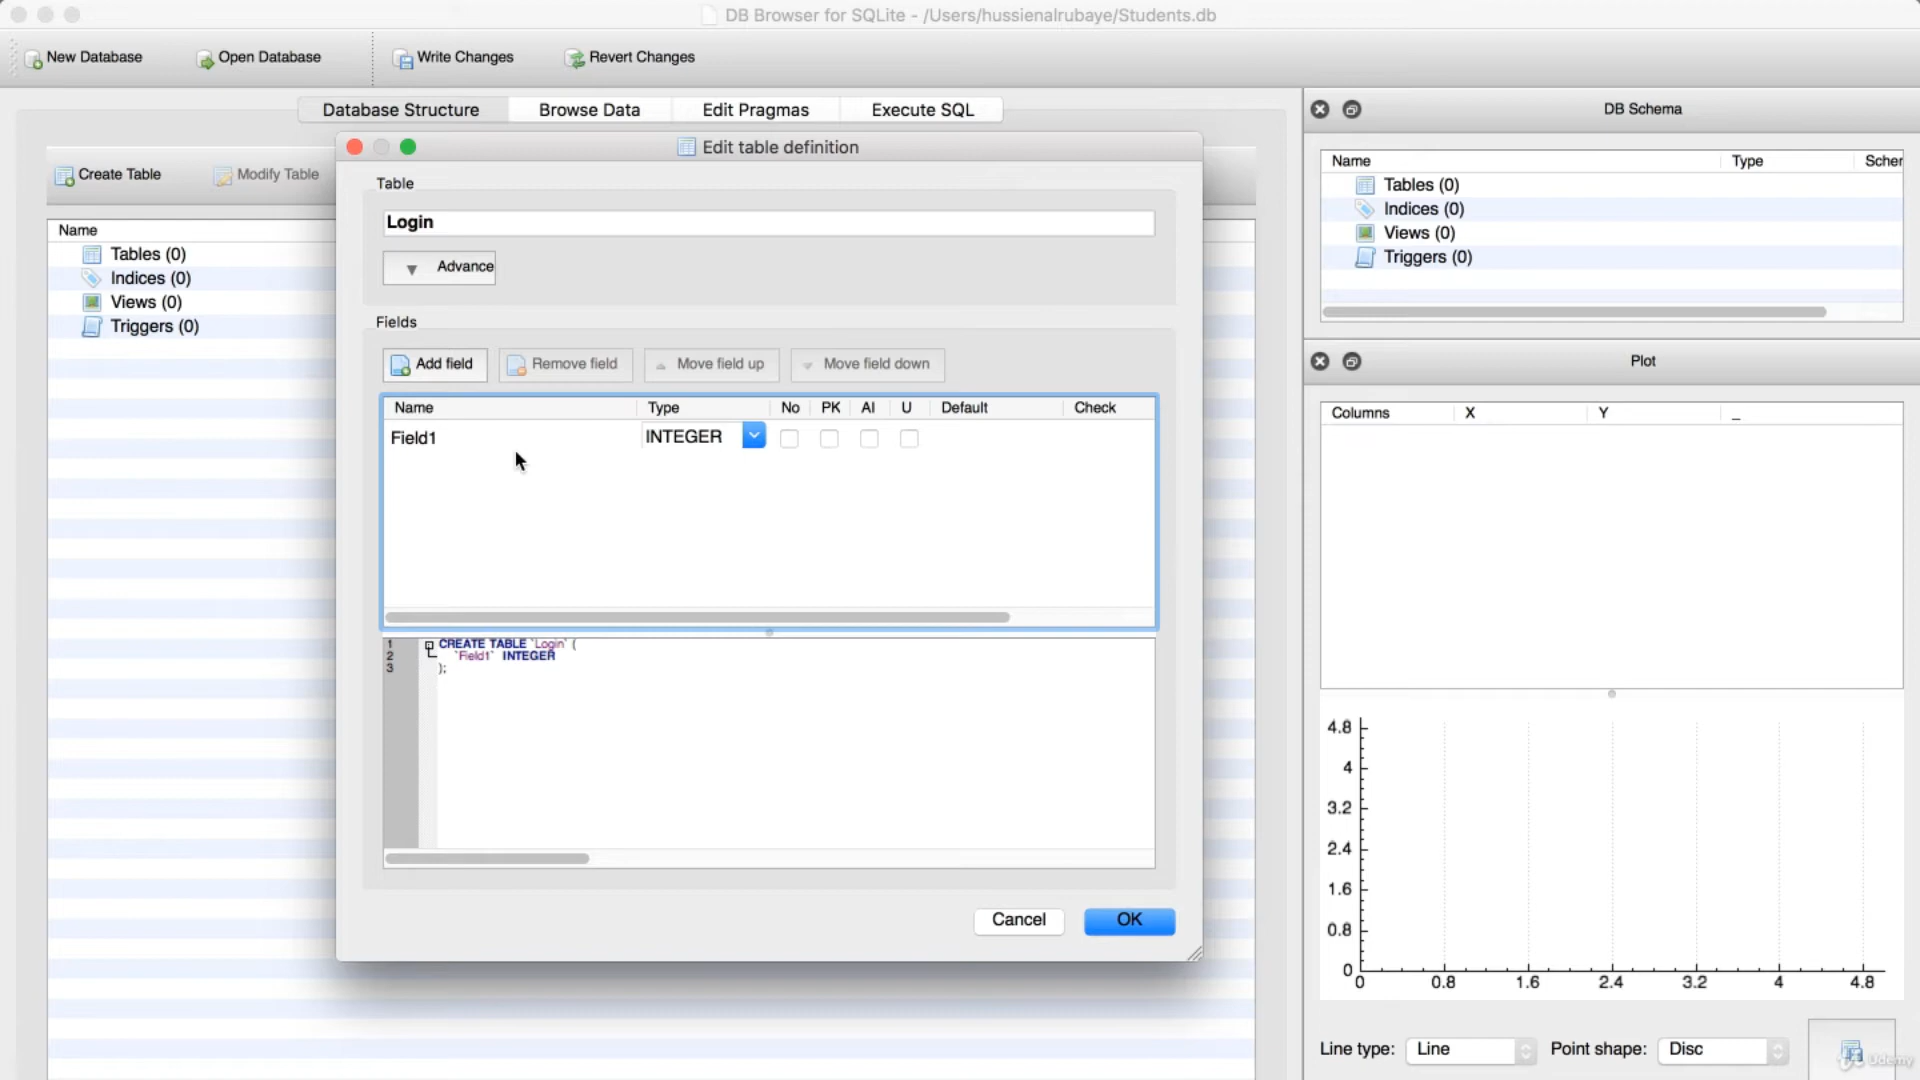 DB Browser for SQLite - /Users/hussienalrubaye/Students.db
New Database Open Database Write Changes Revert Changes
Database Structure Browse Data Edit Pragmas Execute SQL
Create Table Modify Table
Name
Tables (0)
Indices (0)
Views (0)
Triggers (0)
Edit table definition
Table
Login
Advance
Fields
Add field Remove field Move field up Move field down
Name Type No PK AI U Default Check
Field1 INTEGER
1 CREATE TABLE `Login` (
2 `Field1` INTEGER
3 );
Cancel OK
DB Schema
Name Type Scher
Tables (0)
Indices (0)
Views (0)
Triggers (0)
Plot
Columns X Y _
4.8
4
3.2
2.4
1.6
0.8
0
0 0.8 1.6 2.4 3.2 4 4.8
Line type: Line Point shape: Disc
Udemy